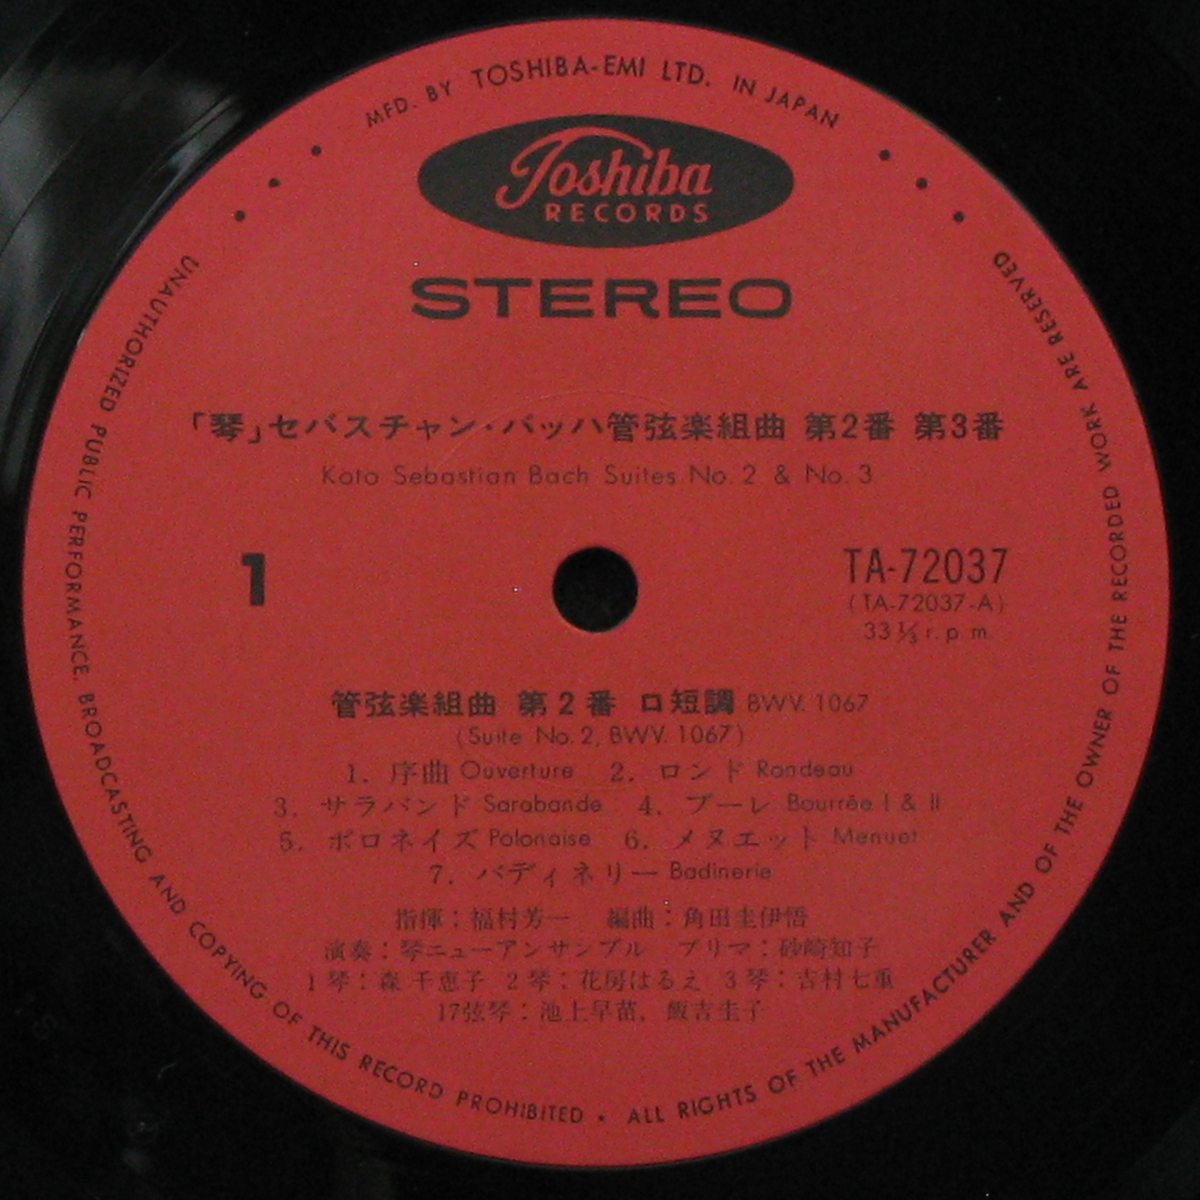 MFD. BY TOSHIBA-EMI LTD. IN JAPAN
Toshiba
RECORDS
STEREO
「琴」セバスチャン・バッハ管弦楽組曲 第2番 第3番
Koto Sebastian Bach Suites No. 2 & No. 3
1
TA-72037
(TA-72037-A)
33 1/3 r. p. m.
管弦楽組曲 第2番 ロ短調 BWV. 1067
(Suite No. 2, BWV. 1067)
1. 序曲 Ouverture 2. ロンド Rondeau
3. サラバンド Sarabande 4. ブーレ Bourrée I & II
5. ポロネイズ Polonaise 6. メヌエット Menuet
7. バディネリー Badinerie
指揮：福村芳一 編曲：角田圭伊悟
演奏：琴ニューアンサンブル プリマ：砂崎知子
1琴：森 千恵子 2琴：花房はるえ 3琴：吉村七重
17弦琴：池上早苗, 飯吉圭子
UNAUTHORIZED PUBLIC PERFORMANCE, BROADCASTING AND COPYING OF THIS RECORD PROHIBITED • ALL RIGHTS OF THE MANUFACTURER AND OF THE OWNER OF THE RECORDED WORK ARE RESERVED